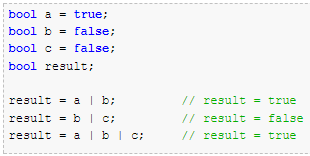 bool a = true;
bool b = false;
bool c = false;
bool result;
result = a | b;          // result = true
result = b | c;          // result = false
result = a | b | c;      // result = true